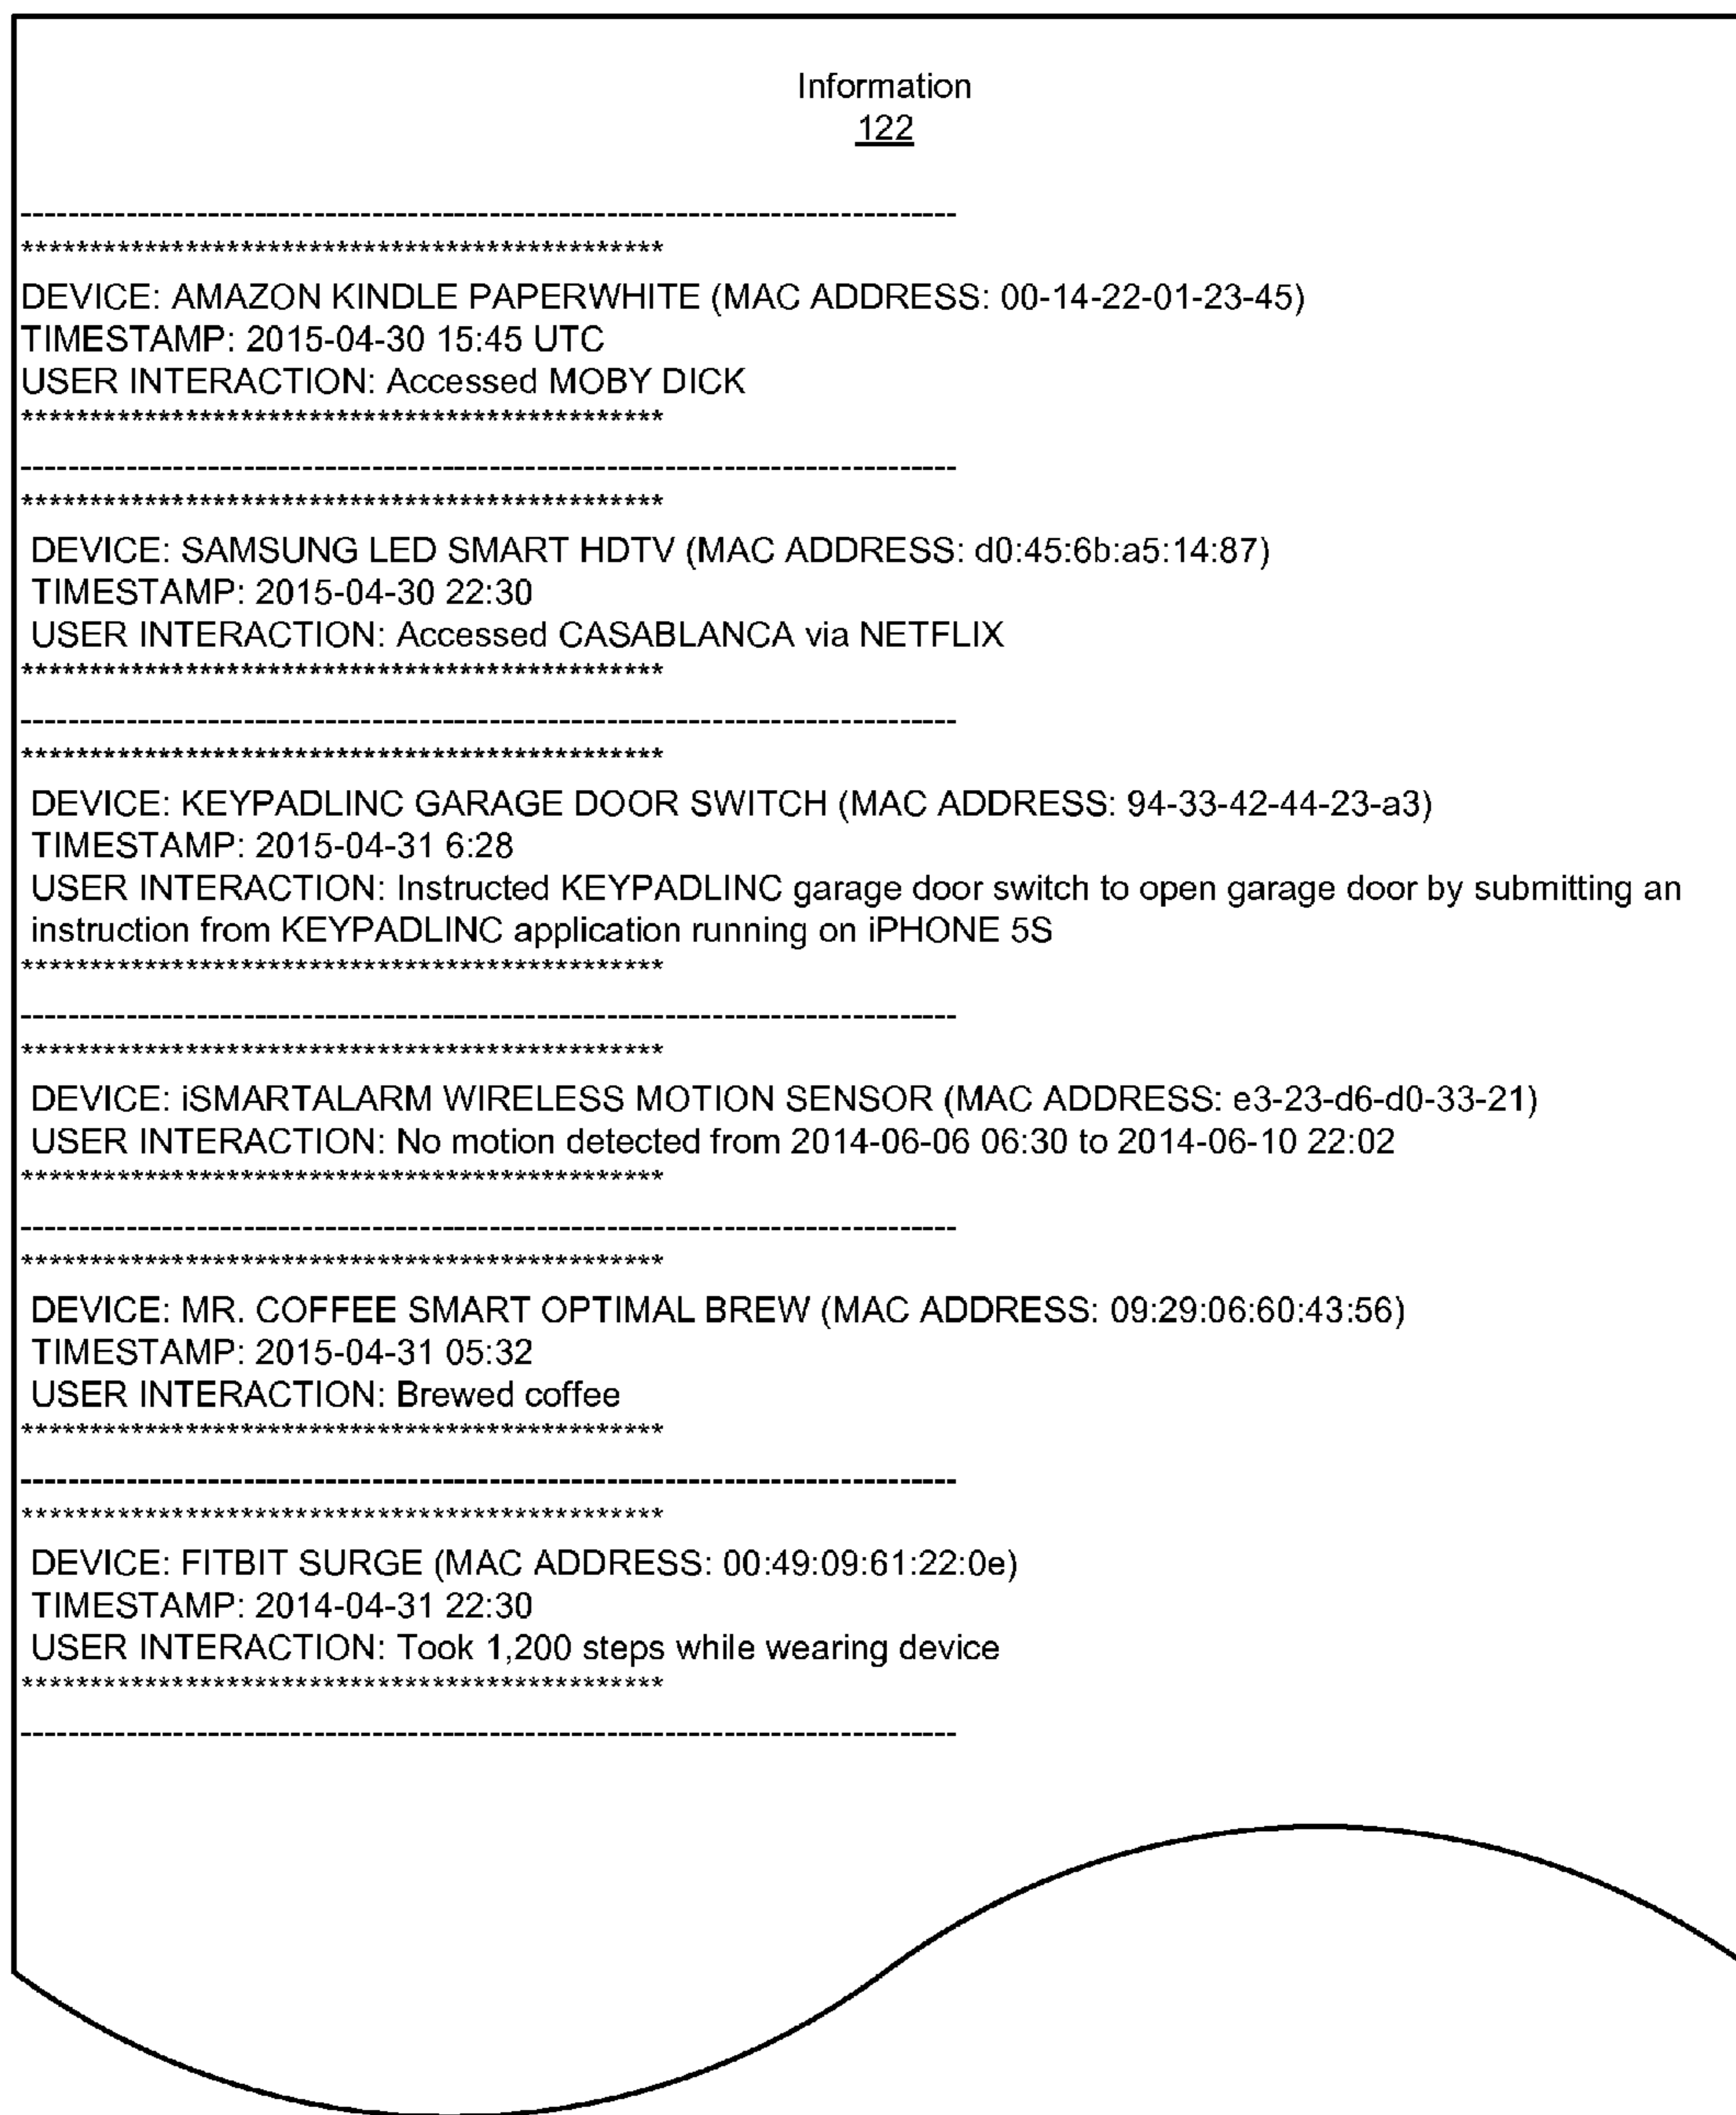 Information
122
--------------------------------------------------------------------------------
***********************************************
DEVICE: AMAZON KINDLE PAPERWHITE (MAC ADDRESS: 00-14-22-01-23-45)
TIMESTAMP: 2015-04-30 15:45 UTC
USER INTERACTION: Accessed MOBY DICK
***********************************************
--------------------------------------------------------------------------------
***********************************************
DEVICE: SAMSUNG LED SMART HDTV (MAC ADDRESS: d0:45:6b:a5:14:87)
TIMESTAMP: 2015-04-30 22:30
USER INTERACTION: Accessed CASABLANCA via NETFLIX
***********************************************
--------------------------------------------------------------------------------
***********************************************
DEVICE: KEYPADLINC GARAGE DOOR SWITCH (MAC ADDRESS: 94-33-42-44-23-a3)
TIMESTAMP: 2015-04-31 6:28
USER INTERACTION: Instructed KEYPADLINC garage door switch to open garage door by submitting an
instruction from KEYPADLINC application running on iPHONE 5S
***********************************************
--------------------------------------------------------------------------------
***********************************************
DEVICE: iSMARTALARM WIRELESS MOTION SENSOR (MAC ADDRESS: e3-23-d6-d0-33-21)
USER INTERACTION: No motion detected from 2014-06-06 06:30 to 2014-06-10 22:02
***********************************************
--------------------------------------------------------------------------------
***********************************************
DEVICE: MR. COFFEE SMART OPTIMAL BREW (MAC ADDRESS: 09:29:06:60:43:56)
TIMESTAMP: 2015-04-31 05:32
USER INTERACTION: Brewed coffee
***********************************************
--------------------------------------------------------------------------------
***********************************************
DEVICE: FITBIT SURGE (MAC ADDRESS: 00:49:09:61:22:0e)
TIMESTAMP: 2014-04-31 22:30
USER INTERACTION: Took 1,200 steps while wearing device
***********************************************
--------------------------------------------------------------------------------